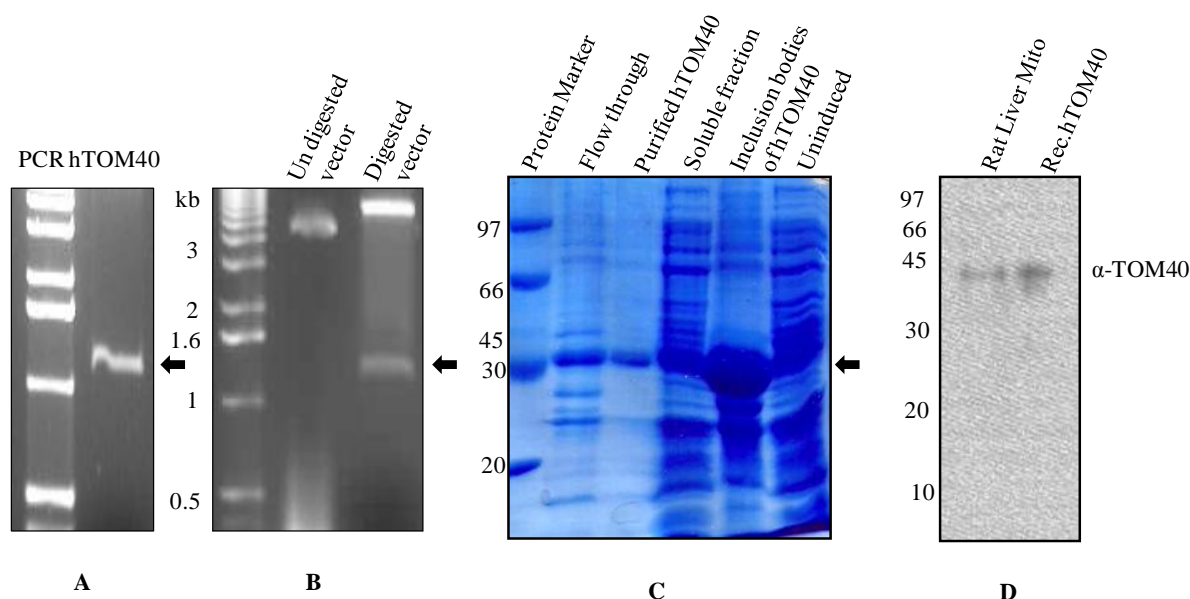 PCR hTOM40
kb
3
2
1.6
1
0.5
Un digested
vector
Digested
vector
Protein Marker
Flow through
Purified hTOM40
Soluble fraction
Inclusion bodies
of hTOM40
Uninduced
97
66
45
30
20
Rat Liver Mito
Rec.hTOM40
97
66
45
30
20
10
α-TOM40
A
B
C
D